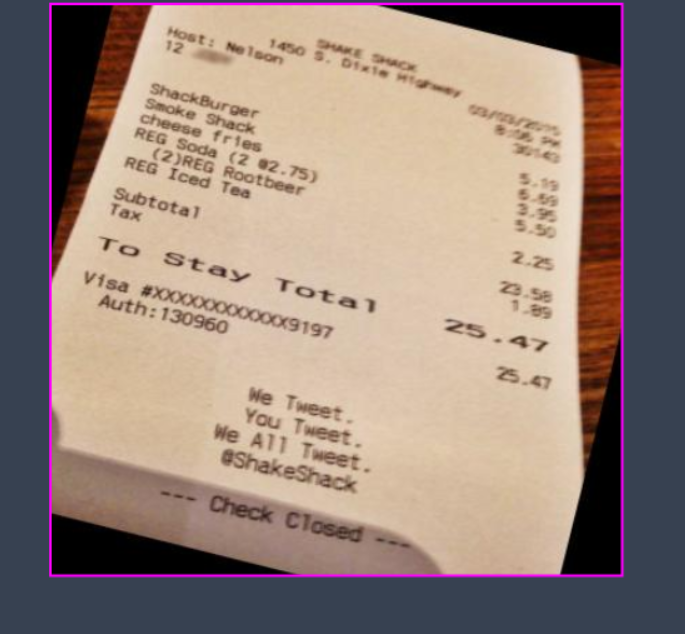 SHAKE SHACK
1450 S. Dixie Highway
Host: Nelson 03/03/2015
12 8:06 PM
30143
ShackBurger 5.19
Smoke Shack 6.69
cheese fries 3.95
REG Soda (2 @2.75) 5.50
(2)REG Rootbeer
REG Iced Tea 2.25
Subtotal 23.58
Tax 1.89
To Stay Total 25.47
Visa #XXXXXXXXXXXX9197 25.47
Auth:130960
We Tweet.
You Tweet.
We All Tweet.
@ShakeShack
--- Check Closed ---